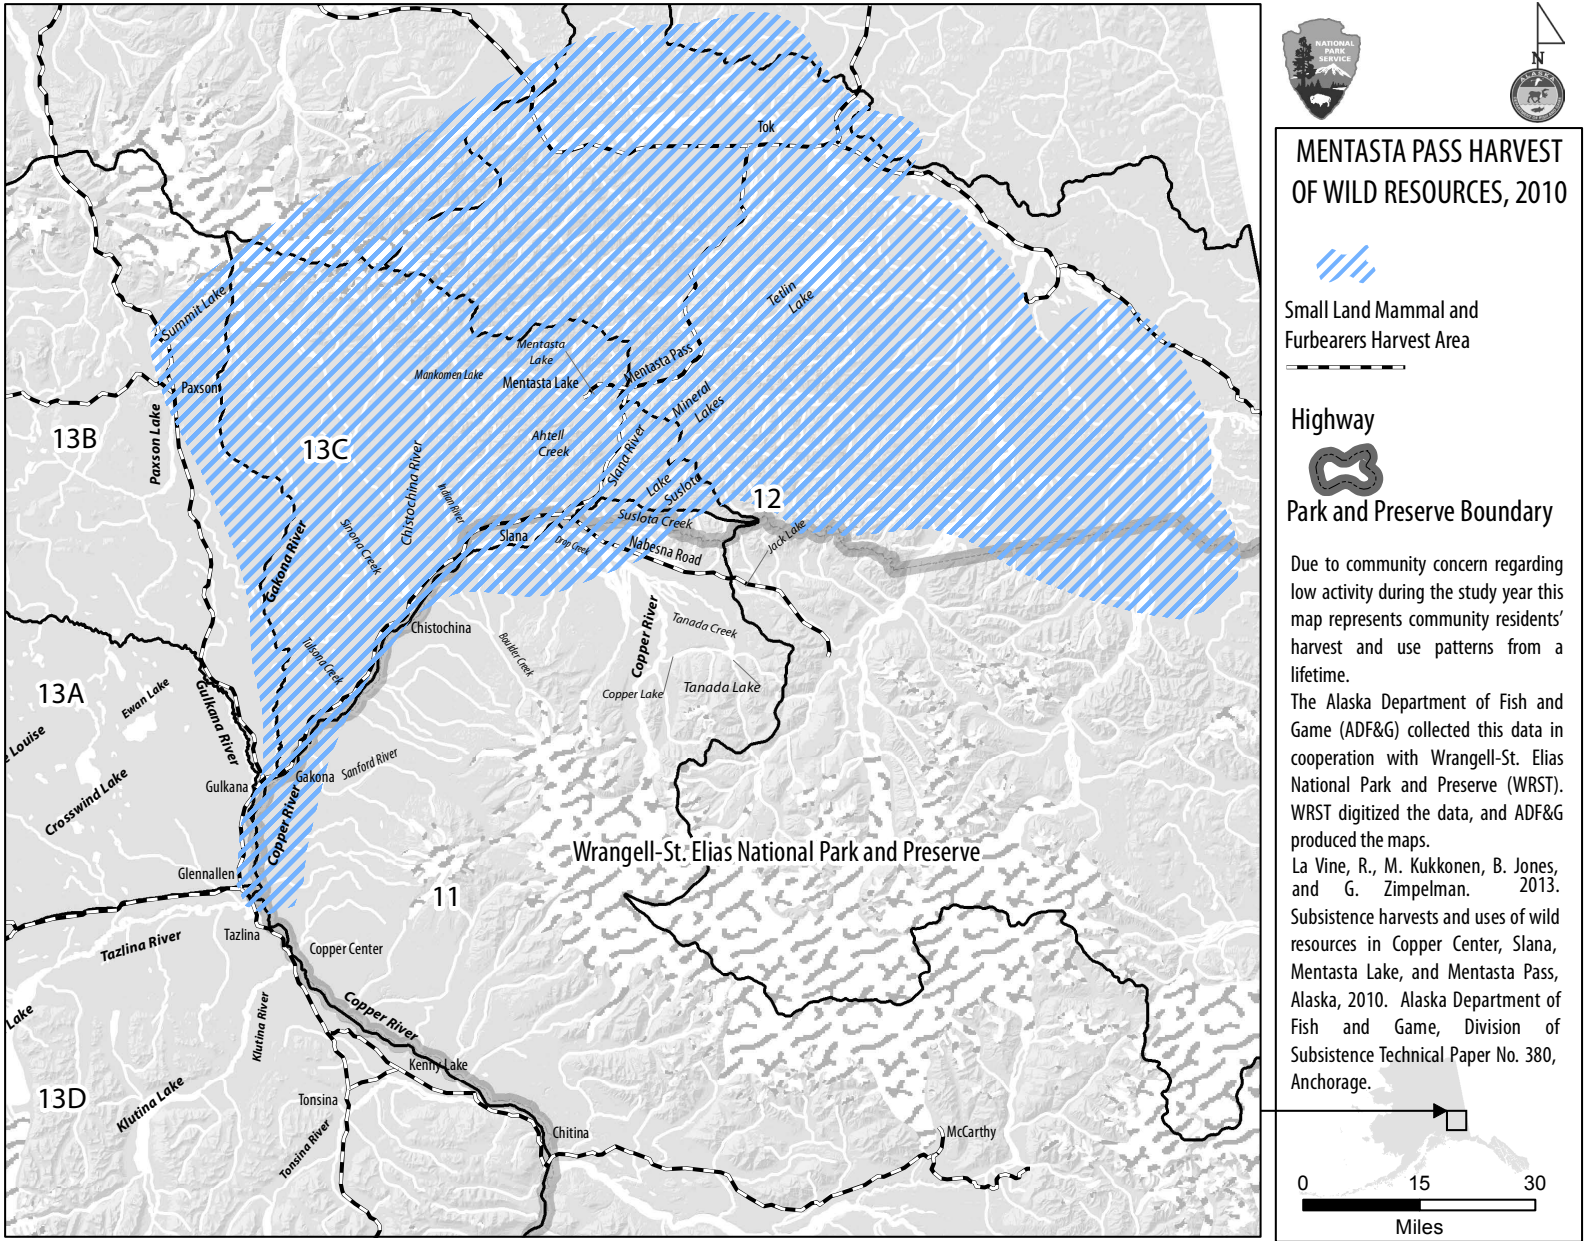 NATIONAL
PARK
SERVICE
N
ALASKA
MENTASTA PASS HARVEST
OF WILD RESOURCES, 2010
Small Land Mammal and
Furbearers Harvest Area
Highway
Park and Preserve Boundary
Due to community concern regarding
low activity during the study year this
map represents community residents’
harvest and use patterns from a
lifetime.
The Alaska Department of Fish and
Game (ADF&G) collected this data in
cooperation with Wrangell-St. Elias
National Park and Preserve (WRST).
WRST digitized the data, and ADF&G
produced the maps.
La Vine, R., M. Kukkonen, B. Jones,
and G. Zimpelman. 2013.
Subsistence harvests and uses of wild
resources in Copper Center, Slana,
Mentasta Lake, and Mentasta Pass,
Alaska, 2010. Alaska Department of
Fish and Game, Division of
Subsistence Technical Paper No. 380,
Anchorage.
0 15 30
Miles
Tok
Summit Lake
Tetlin
Lake
Mentasta
Lake
Mentasta Pass
Mankomen Lake
Mentasta Lake
Paxson
Mineral
Lakes
Paxson Lake
13B
13C
Ahtell
Creek
Chistochina River
Slana River
Indian River
Lake
Suslota
12
Suslota Creek
Sinona Creek
Slana
Drop Creek
Nabesna Road
Jack Lake
Gakona River
Chistochina
Copper River
Tanada Creek
Boulder Creek
Tulsona Creek
Copper Lake
Tanada Lake
13A
Ewan Lake
Gulkana River
e Louise
Crosswind Lake
Gulkana
Gakona
Sanford River
Copper River
Wrangell-St. Elias National Park and Preserve
Glennallen
11
Tazlina River
Tazlina
Copper Center
Lake
Klutina River
Copper River
Kenny Lake
13D
Klutina Lake
Tonsina
Tonsina River
Chitina
McCarthy